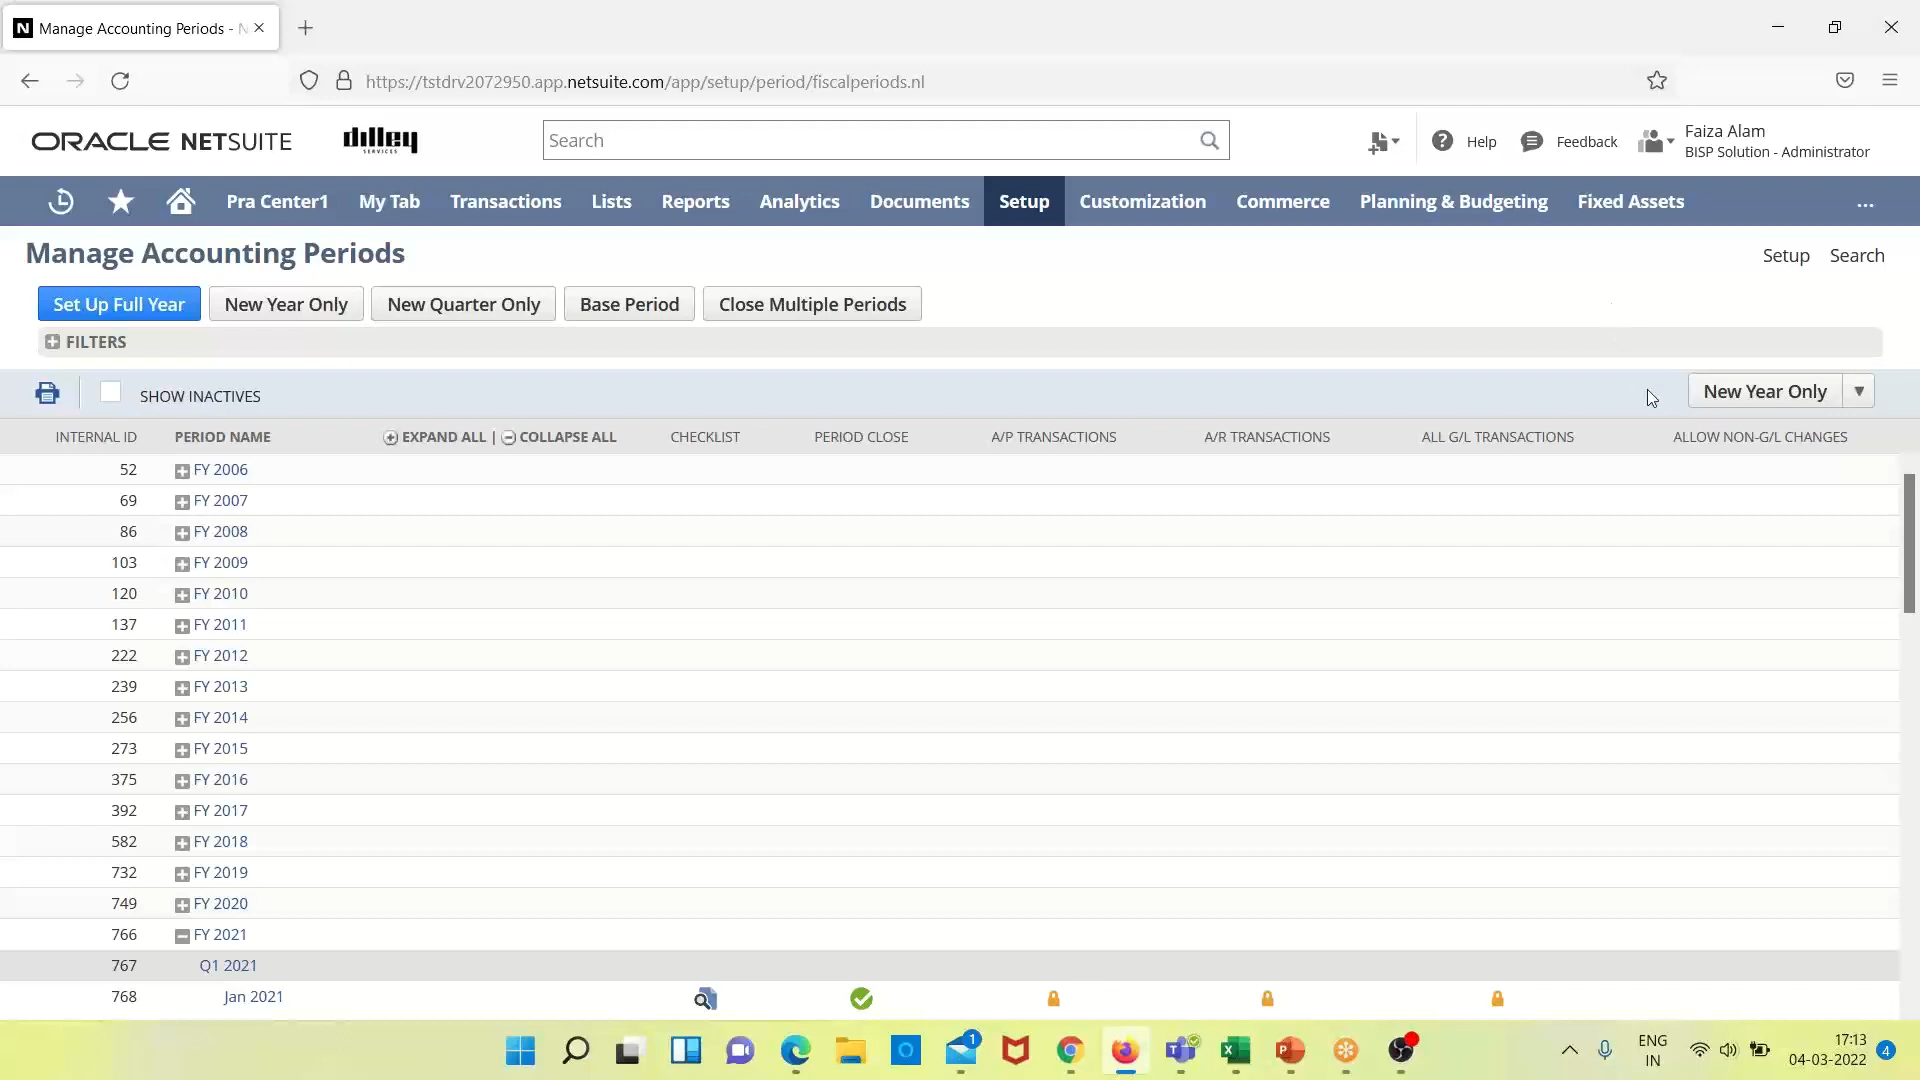 Manage Accounting Periods - N
https://tstdrv2072950.app.netsuite.com/app/setup/period/fiscalperiods.nl
ORACLE NETSUITE
dilley
SERVICES
Search
Help
Feedback
Faiza Alam
BISP Solution - Administrator
Pra Center1 My Tab Transactions Lists Reports Analytics Documents Setup Customization Commerce Planning & Budgeting Fixed Assets ...
Manage Accounting Periods
Setup Search
Set Up Full Year New Year Only New Quarter Only Base Period Close Multiple Periods
FILTERS
SHOW INACTIVES
New Year Only
INTERNAL ID PERIOD NAME EXPAND ALL | COLLAPSE ALL CHECKLIST PERIOD CLOSE A/P TRANSACTIONS A/R TRANSACTIONS ALL G/L TRANSACTIONS ALLOW NON-G/L CHANGES
52 FY 2006
69 FY 2007
86 FY 2008
103 FY 2009
120 FY 2010
137 FY 2011
222 FY 2012
239 FY 2013
256 FY 2014
273 FY 2015
375 FY 2016
392 FY 2017
582 FY 2018
732 FY 2019
749 FY 2020
766 FY 2021
767 Q1 2021
768 Jan 2021
1
ENG
IN
17:13
04-03-2022
4